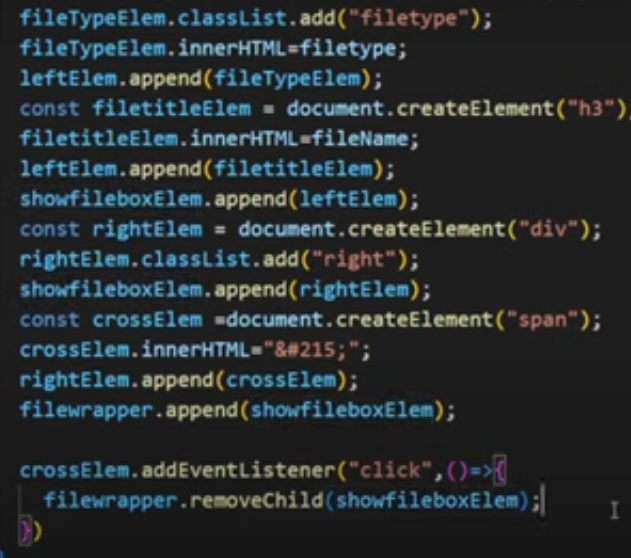 fileTypeElem.classList.add("filetype");
fileTypeElem.innerHTML=filetype;
leftElem.append(fileTypeElem);
const filetitleElem = document.createElement("h3");
filetitleElem.innerHTML=fileName;
leftElem.append(filetitleElem);
showfileboxElem.append(leftElem);
const rightElem = document.createElement("div");
rightElem.classList.add("right");
showfileboxElem.append(rightElem);
const crossElem =document.createElement("span");
crossElem.innerHTML="&#215;";
rightElem.append(crossElem);
filewrapper.append(showfileboxElem);
crossElem.addEventListener("click",()=>{
filewrapper.removeChild(showfileboxElem);
})